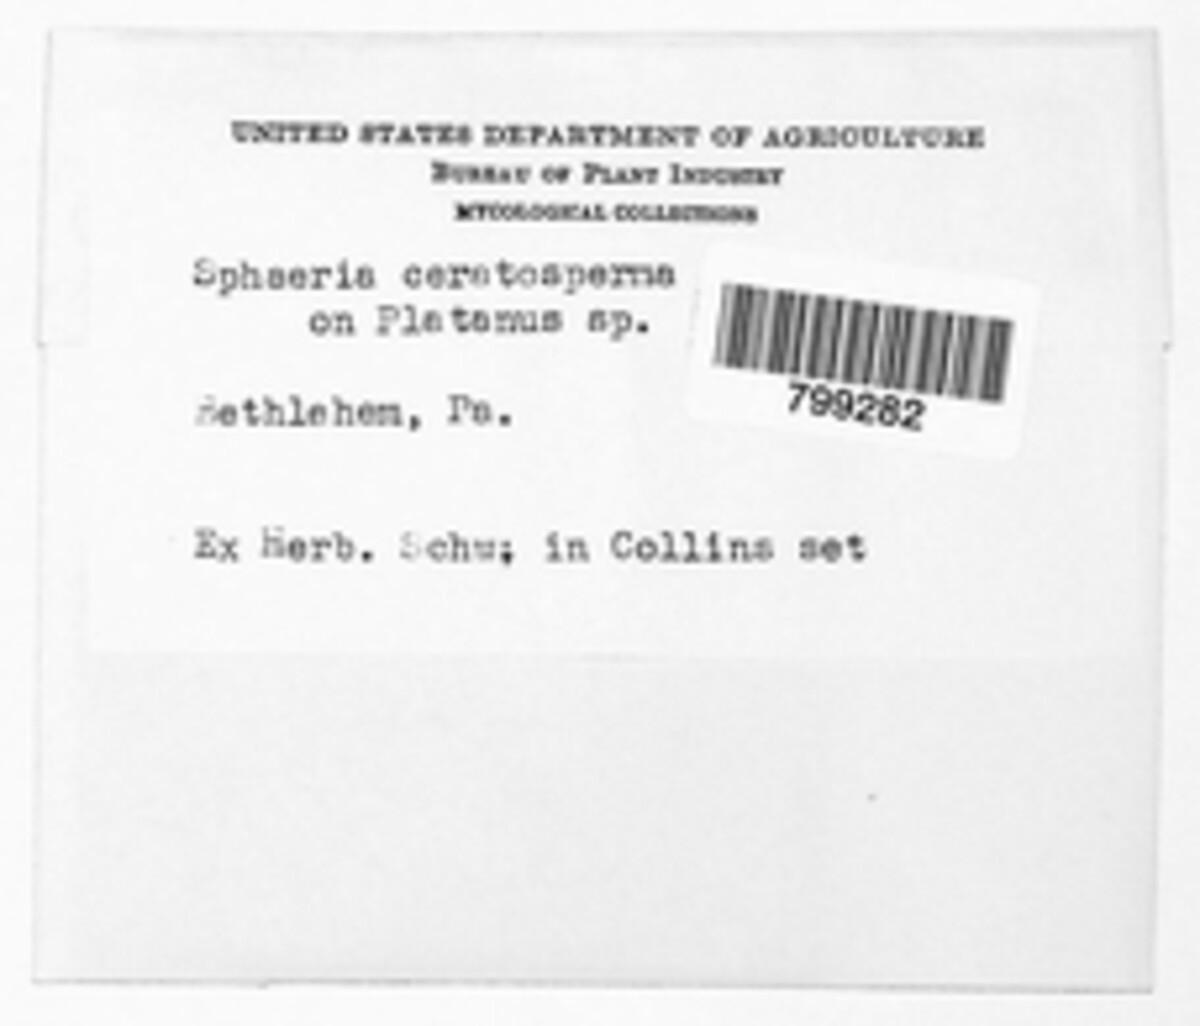 UNITED STATES DEPARTMENT OF AGRICULTURE
BUREAU OF PLANT INDUSTRY
MYCOLOGICAL COLLECTIONS
Sphaeria ceratosperma
on Platanus sp.
799282
Bethlehem, Pa.
Ex Herb. Schw; in Collins set